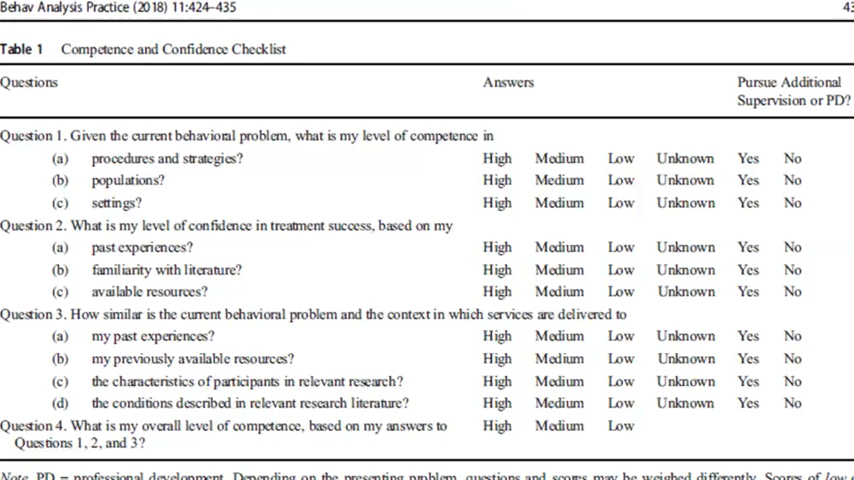 Behav Analysis Practice (2018) 11:424–435 43
Table 1 Competence and Confidence Checklist
Questions Answers Pursue Additional
Supervision or PD?
Question 1. Given the current behavioral problem, what is my level of competence in
(a) procedures and strategies? High Medium Low Unknown Yes No
(b) populations? High Medium Low Unknown Yes No
(c) settings? High Medium Low Unknown Yes No
Question 2. What is my level of confidence in treatment success, based on my
(a) past experiences? High Medium Low Unknown Yes No
(b) familiarity with literature? High Medium Low Unknown Yes No
(c) available resources? High Medium Low Unknown Yes No
Question 3. How similar is the current behavioral problem and the context in which services are delivered to
(a) my past experiences? High Medium Low Unknown Yes No
(b) my previously available resources? High Medium Low Unknown Yes No
(c) the characteristics of participants in relevant research? High Medium Low Unknown Yes No
(d) the conditions described in relevant research literature? High Medium Low Unknown Yes No
Question 4. What is my overall level of competence, based on my answers to High Medium Low
Questions 1, 2, and 3?
Note. PD = professional development. Depending on the presenting problem, questions and scores may be weighed differently. Scores of low